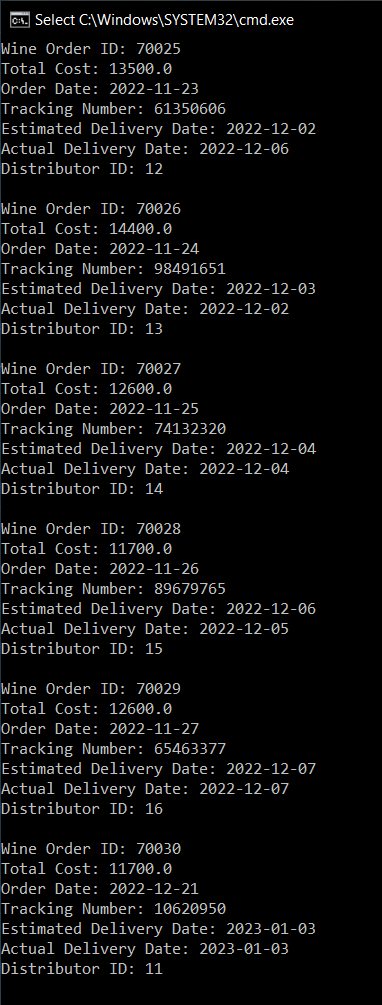 Select C:\Windows\SYSTEM32\cmd.exe
Wine Order ID: 70025
Total Cost: 13500.0
Order Date: 2022-11-23
Tracking Number: 61350606
Estimated Delivery Date: 2022-12-02
Actual Delivery Date: 2022-12-06
Distributor ID: 12

Wine Order ID: 70026
Total Cost: 14400.0
Order Date: 2022-11-24
Tracking Number: 98491651
Estimated Delivery Date: 2022-12-03
Actual Delivery Date: 2022-12-02
Distributor ID: 13

Wine Order ID: 70027
Total Cost: 12600.0
Order Date: 2022-11-25
Tracking Number: 74132320
Estimated Delivery Date: 2022-12-04
Actual Delivery Date: 2022-12-04
Distributor ID: 14

Wine Order ID: 70028
Total Cost: 11700.0
Order Date: 2022-11-26
Tracking Number: 89679765
Estimated Delivery Date: 2022-12-06
Actual Delivery Date: 2022-12-05
Distributor ID: 15

Wine Order ID: 70029
Total Cost: 12600.0
Order Date: 2022-11-27
Tracking Number: 65463377
Estimated Delivery Date: 2022-12-07
Actual Delivery Date: 2022-12-07
Distributor ID: 16

Wine Order ID: 70030
Total Cost: 11700.0
Order Date: 2022-12-21
Tracking Number: 10620950
Estimated Delivery Date: 2023-01-03
Actual Delivery Date: 2023-01-03
Distributor ID: 11